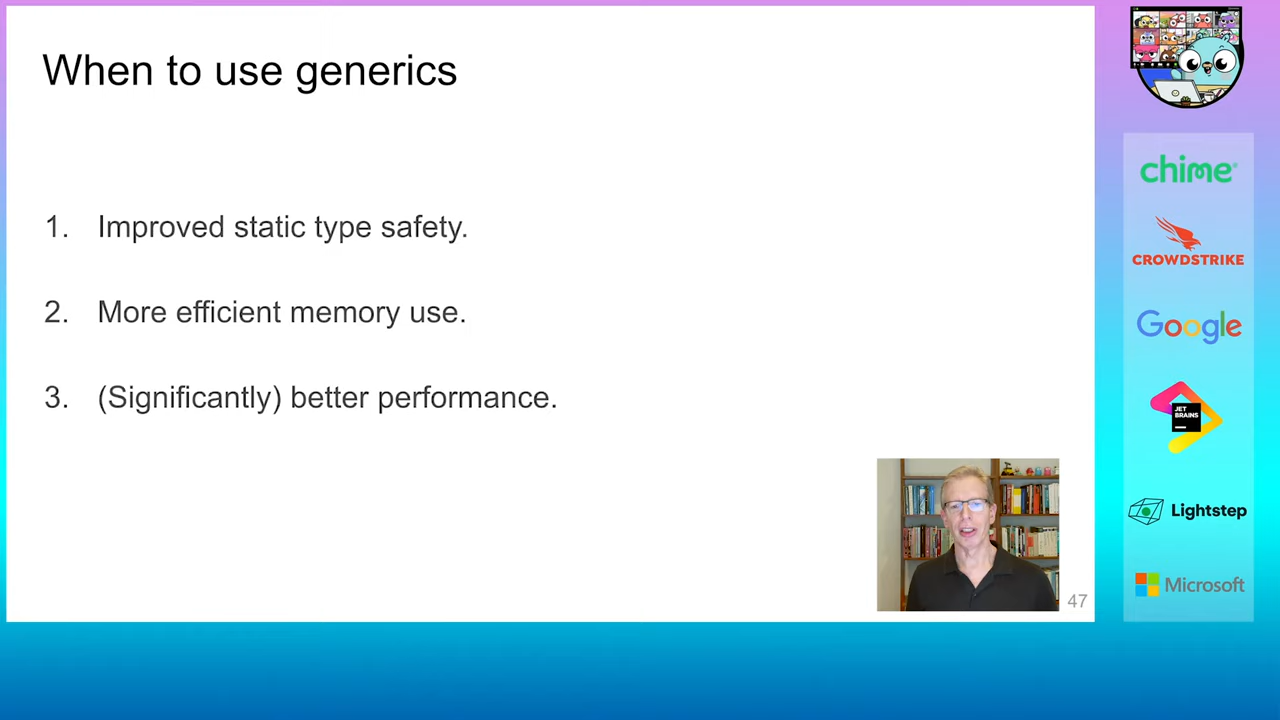 When to use generics
1. Improved static type safety.
2. More efficient memory use.
3. (Significantly) better performance.
47
chime®
CROWDSTRIKE
Google
JET
BRAINS
Lightstep
Microsoft